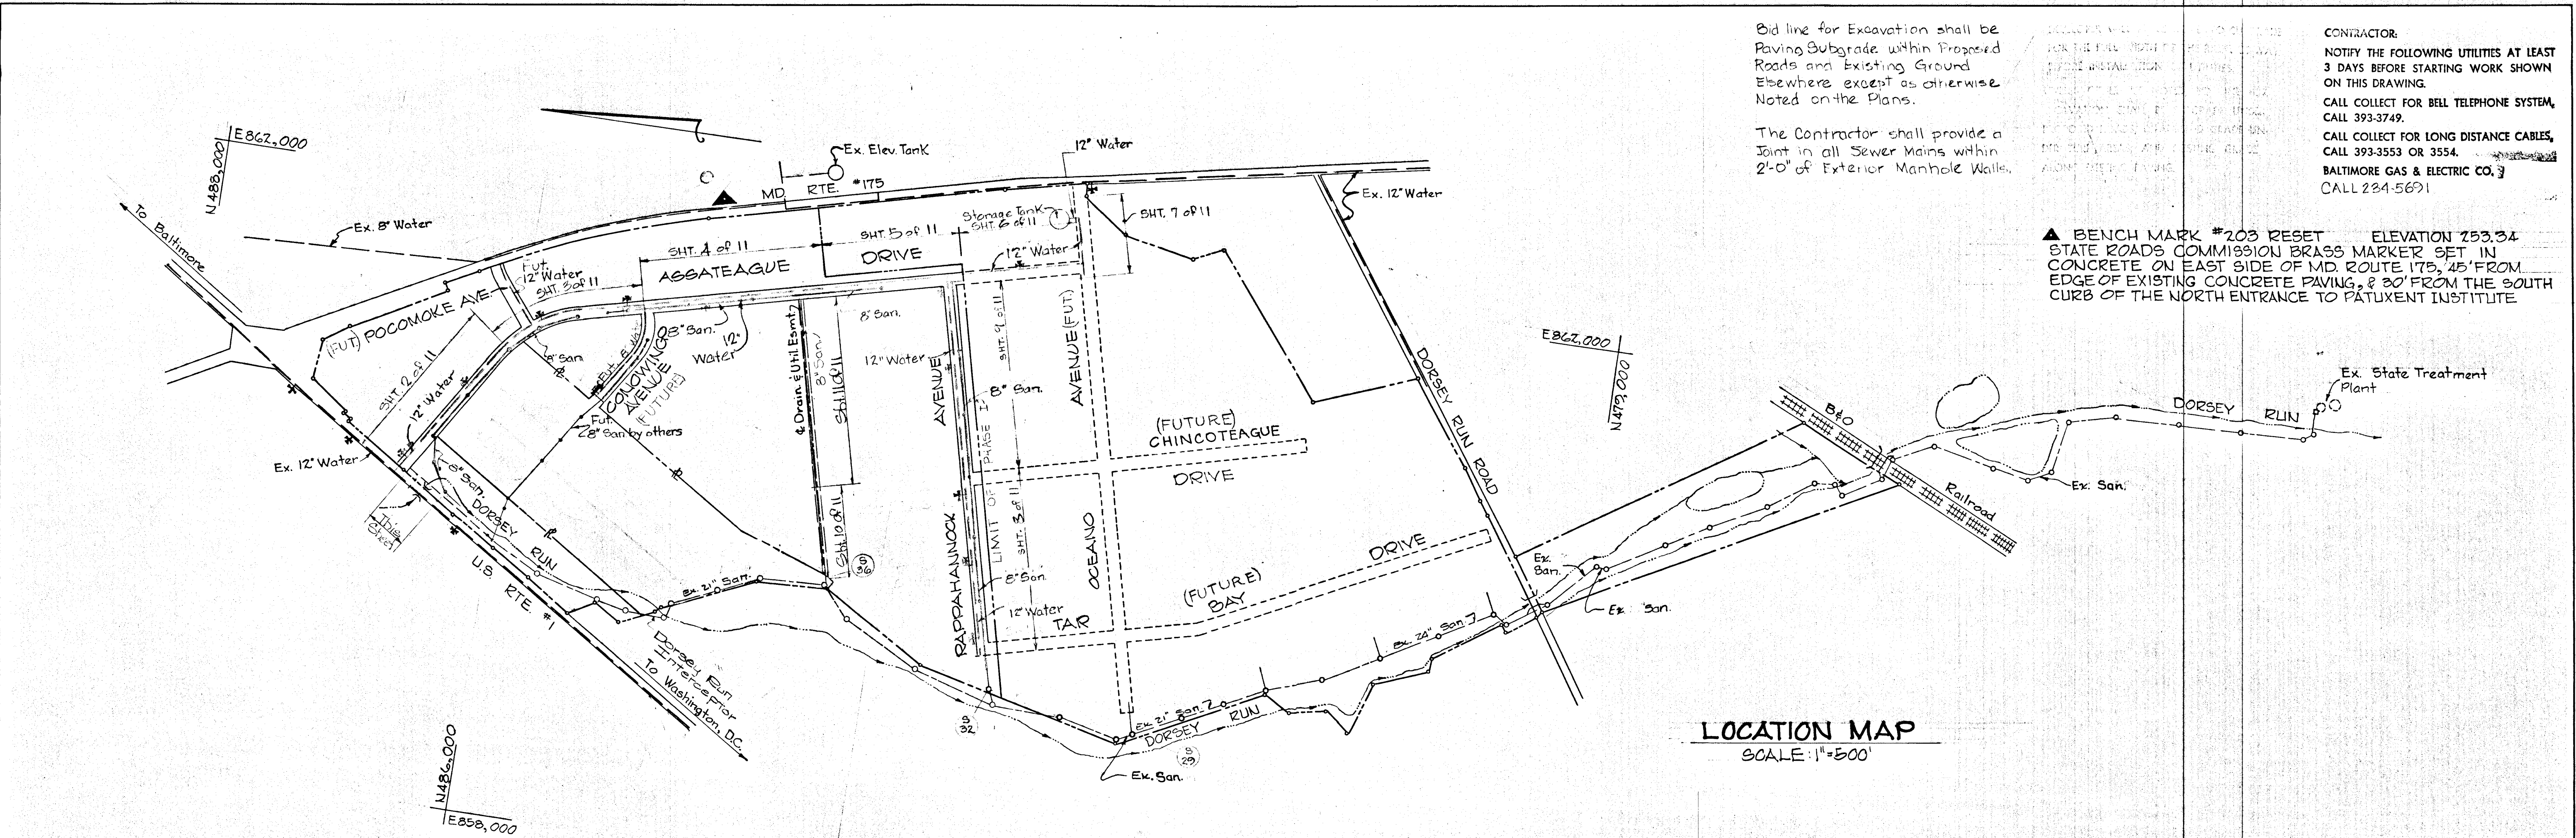 Bid line for Excavation shall be
Paving Subgrade within Proposed
Roads and Existing Ground
Elsewhere except as otherwise
Noted on the Plans.
The Contractor shall provide a
Joint in all Sewer Mains within
2'-0" of Exterior Manhole Walls.
CONTRACTOR:
NOTIFY THE FOLLOWING UTILITIES AT LEAST
3 DAYS BEFORE STARTING WORK SHOWN
ON THIS DRAWING.
CALL COLLECT FOR BELL TELEPHONE SYSTEM,
CALL 393-3749.
CALL COLLECT FOR LONG DISTANCE CABLES,
CALL 393-3553 OR 3554.
BALTIMORE GAS & ELECTRIC CO.
CALL 234-5691
▲ BENCH MARK #203 RESET ELEVATION 253.34
STATE ROADS COMMISSION BRASS MARKER SET IN
CONCRETE ON EAST SIDE OF MD. ROUTE 175, 45' FROM
EDGE OF EXISTING CONCRETE PAVING, & 30' FROM THE SOUTH
CURB OF THE NORTH ENTRANCE TO PATUXENT INSTITUTE
E862,000
N488,000
To Baltimore
Ex. 8" Water
Ex. Elev. Tank
MD. RTE. #175
12" Water
Ex. 12" Water
SHT. 4 of 11
SHT. 5 of 11
Storage Tank
SHT. 6 of 11
SHT. 7 of 11
ASSATEAGUE DRIVE
12" Water
Fut.
12" Water
SHT. 3 of 11
(FUT) POCOMOKE AVE.
SHT. 2 of 11
12" Water
8" San.
8" San.
12"
Water
CONOWINGO
AVENUE
(FUTURE)
Fut.
8" San by others
℄ Drain & Util. Esmt.
8" San.
Sht. 11 of 11
Sht. 10 of 11
8" San.
12" Water
RAPPAHANNOCK AVENUE
LIMIT OF PHASE I
SHT. 9 of 11
8" San.
SHT. 3 of 11
8" San.
12" Water
OCEANO AVENUE (FUT)
(FUTURE)
CHINCOTEAGUE
DRIVE
(FUTURE)
TAR BAY DRIVE
DORSEY RUN ROAD
Ex. 12" Water
8" San.
This
Sheet
DORSEY RUN
U.S. RTE. #1
Ex. 21" San.
Dorsey Run
Interceptor
To Washington, D.C.
S
36
S
32
S
29
Ex. 21" San.
DORSEY RUN
Ex. San.
Ex. 24" San.
Ex.
San.
Ex. San.
E862,000
N479,000
B&O
Railroad
DORSEY RUN
Ex. State Treatment
Plant
Ex. San.
N486,000
E858,000
LOCATION MAP
SCALE: 1"=500'